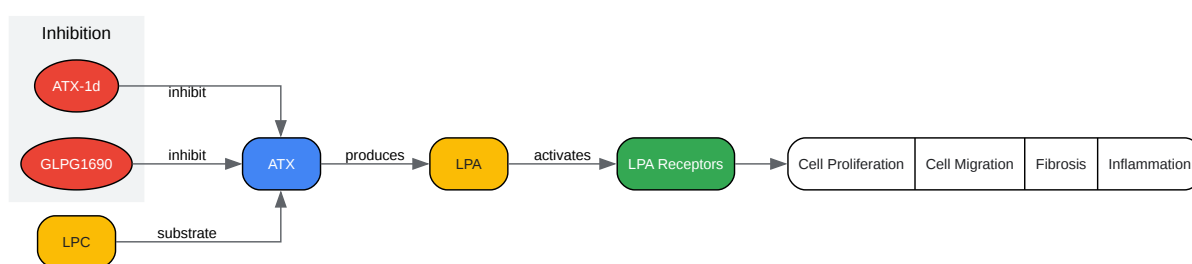 Inhibition
ATX-1d
inhibit
GLPG1690
inhibit
ATX
produces
LPA
activates
LPA Receptors
Cell Proliferation
Cell Migration
Fibrosis
Inflammation
LPC
substrate